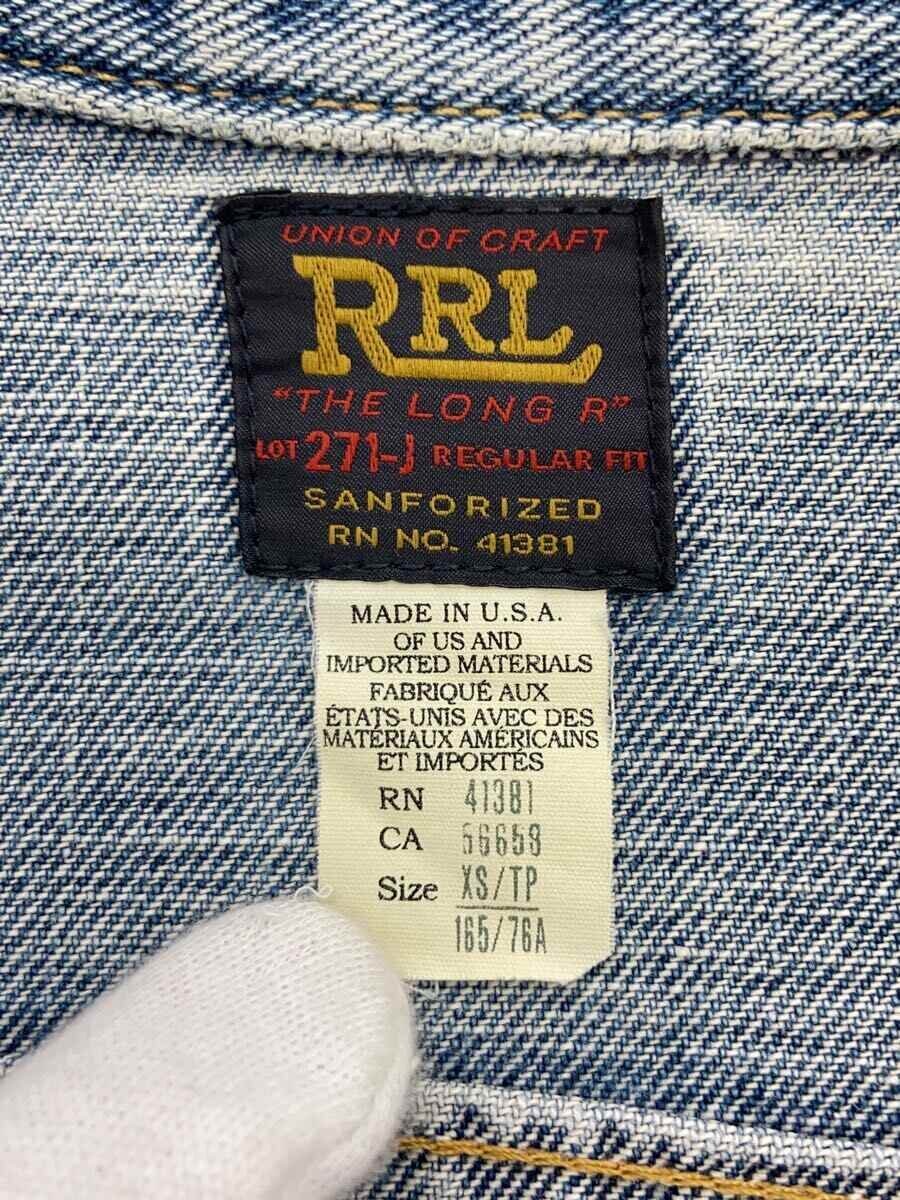 UNION OF CRAFT
RRL
"THE LONG R"
LOT 271-J REGULAR FIT
SANFORIZED
RN NO. 41381
MADE IN U.S.A.
OF US AND
IMPORTED MATERIALS
FABRIQUÉ AUX
ÉTATS-UNIS AVEC DES
MATÉRIAUX AMÉRICAINS
ET IMPORTÉS
RN 41381
CA 56658
Size XS/TP
165/76A